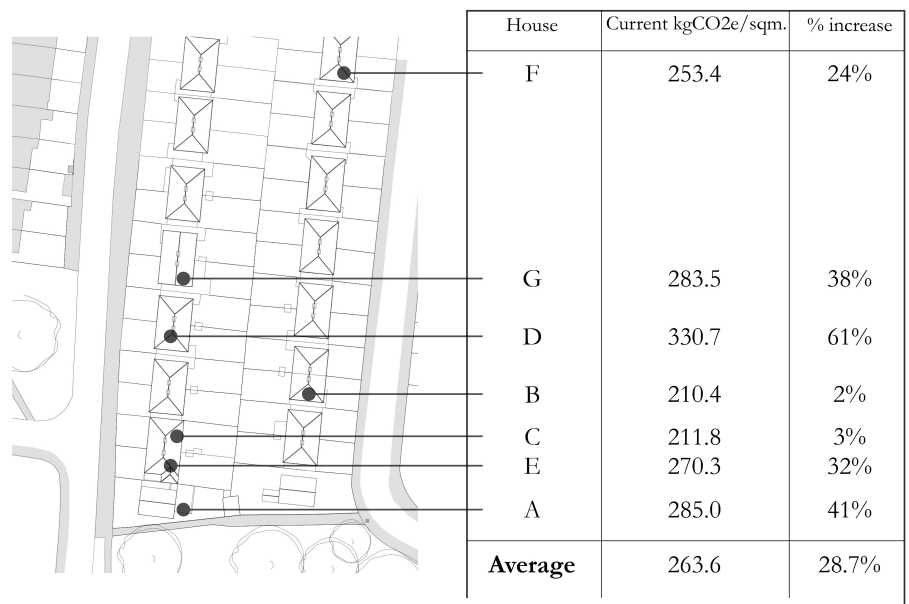 House Current kgCO2e/sqm. % increase
F 253.4 24%
G 283.5 38%
D 330.7 61%
B 210.4 2%
C 211.8 3%
E 270.3 32%
A 285.0 41%
Average 263.6 28.7%